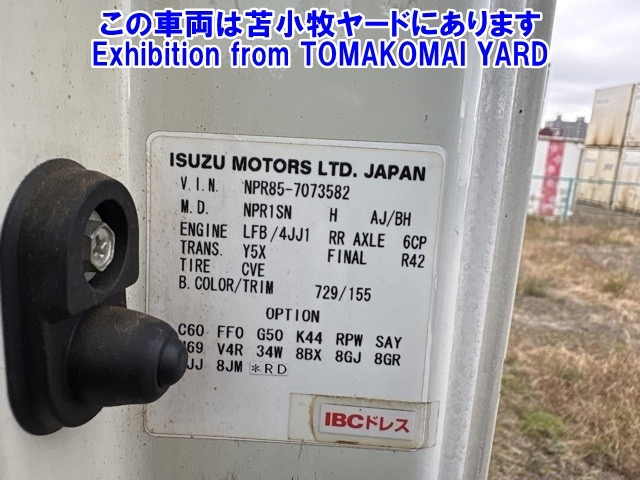 この車両は苫小牧ヤードにあります
Exhibition from TOMAKOMAI YARD
ISUZU MOTORS LTD. JAPAN
V.I.N. NPR85-7073582
M.D. NPR1SN H AJ/BH
ENGINE LFB/4JJ1 RR AXLE 6CP
TRANS. Y5X FINAL R42
TIRE CVE
B.COLOR/TRIM 729/155
OPTION
C60 FF0 G50 K44 RPW SAY
V4R 34W 8BX 8GJ 8GR
8JM *RD
IBCドレス